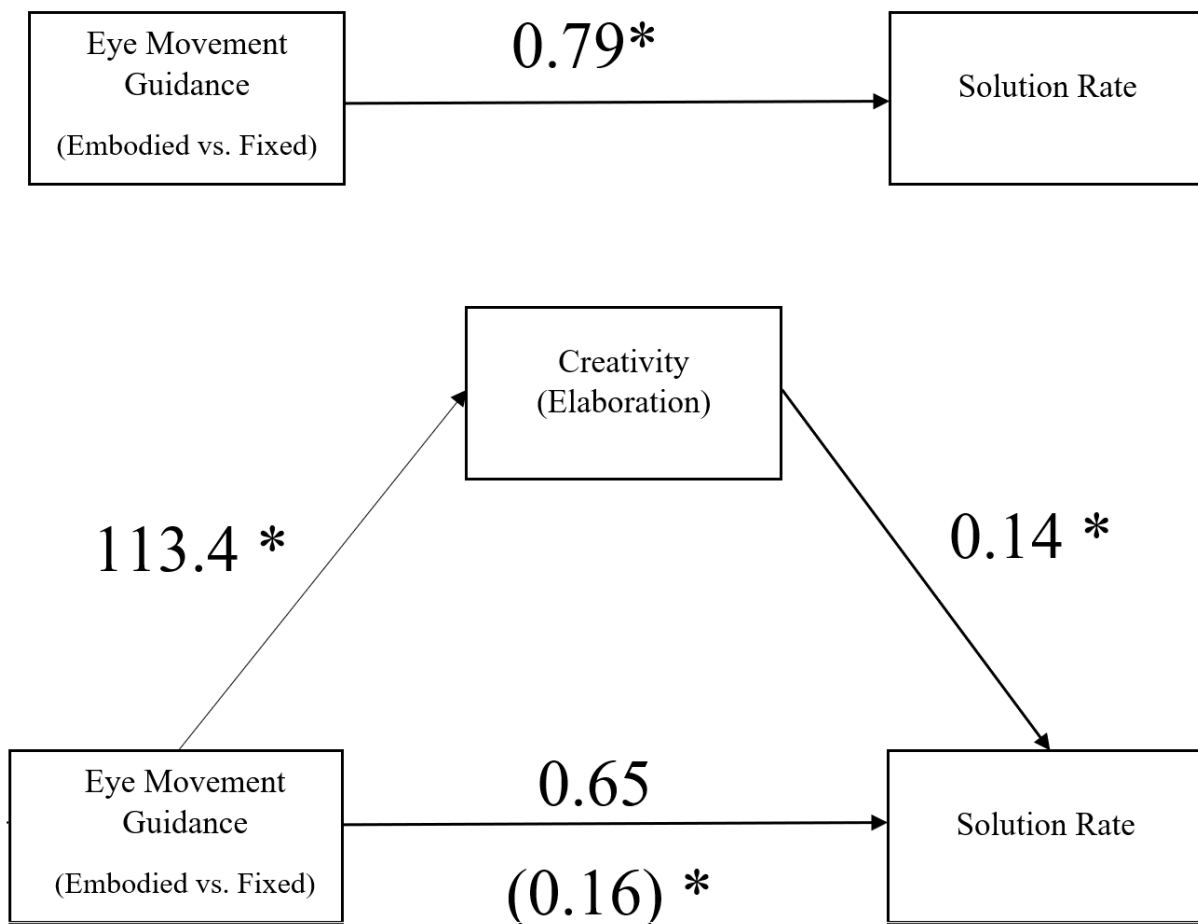 Eye Movement
Guidance
(Embodied vs. Fixed)
0.79*
Solution Rate
Creativity
(Elaboration)
113.4 *
0.14 *
Eye Movement
Guidance
(Embodied vs. Fixed)
0.65
(0.16) *
Solution Rate